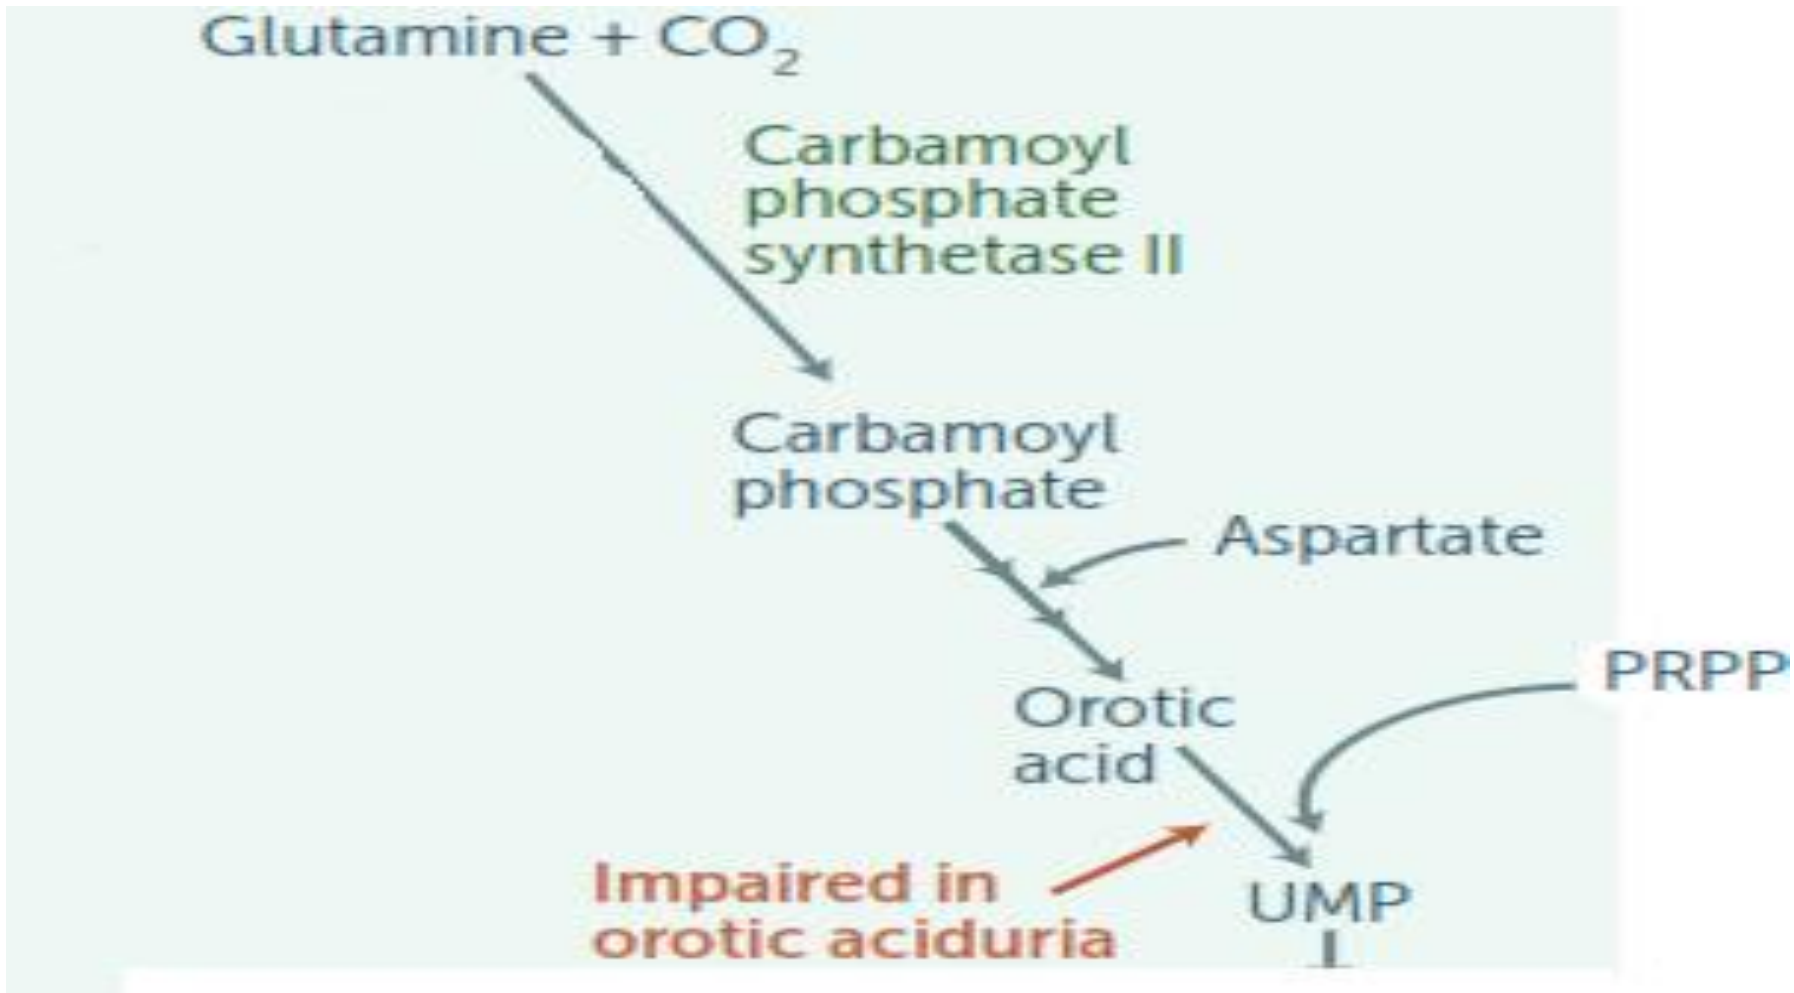 Glutamine + CO₂
Carbamoyl
phosphate
synthetase II
Carbamoyl
phosphate
Aspartate
PRPP
Orotic
acid
Impaired in
orotic aciduria
UMP